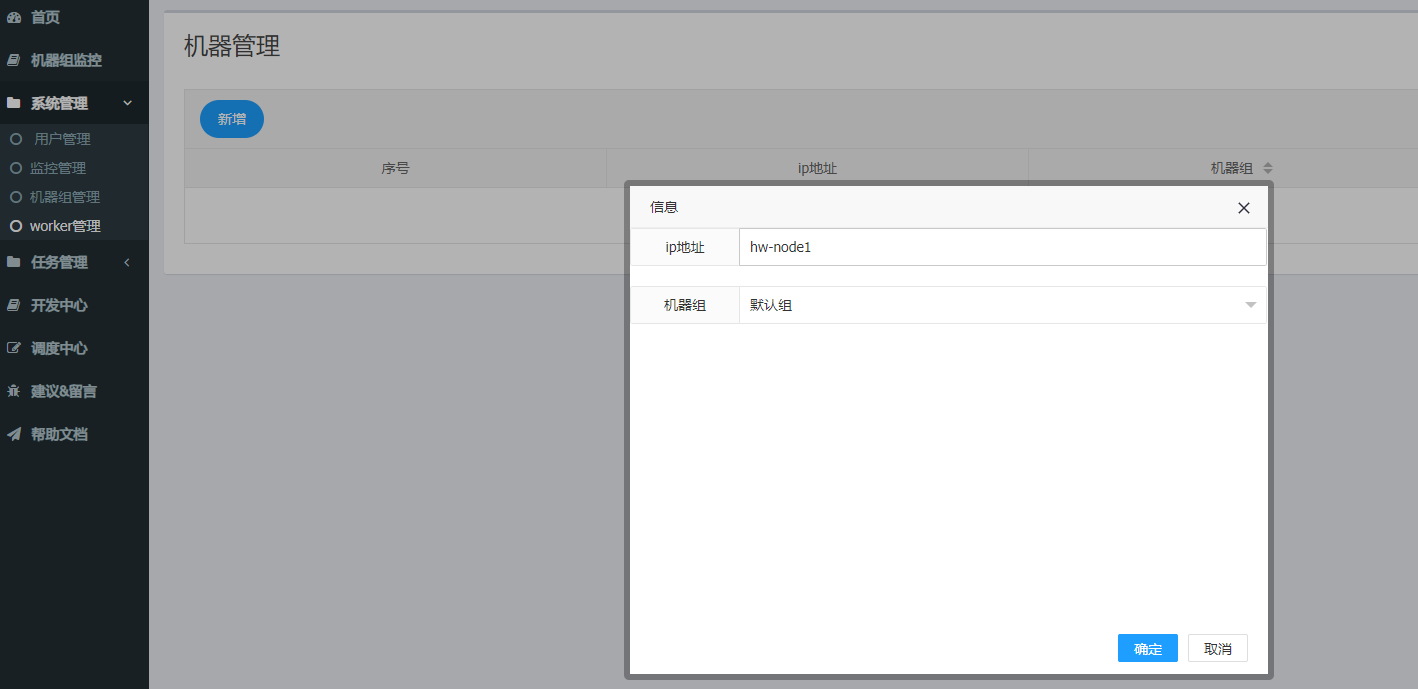 首页
机器组监控
系统管理
用户管理
监控管理
机器组管理
worker管理
任务管理
开发中心
调度中心
建议&留言
帮助文档
机器管理
新增
序号 ip地址 机器组
信息
ip地址 hw-node1
机器组 默认组
确定 取消